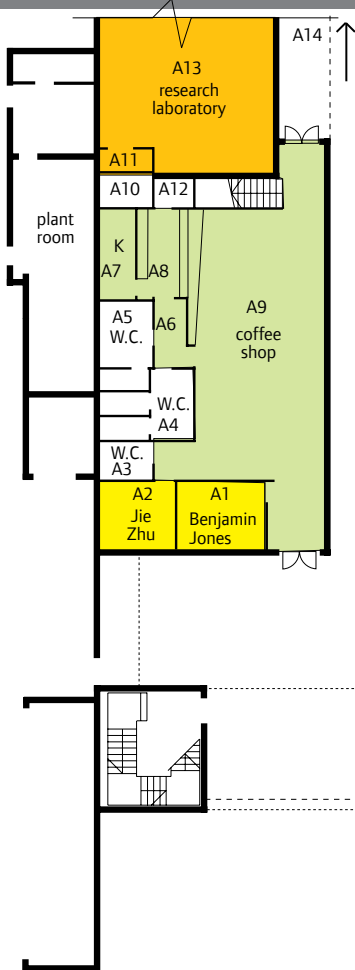 A14
A13
research
laboratory
A11
A10
A12
plant
room
K
A7
A8
A9
coffee
shop
A5
W.C.
A6
W.C.
A4
W.C.
A3
A2
Jie
Zhu
A1
Benjamin
Jones